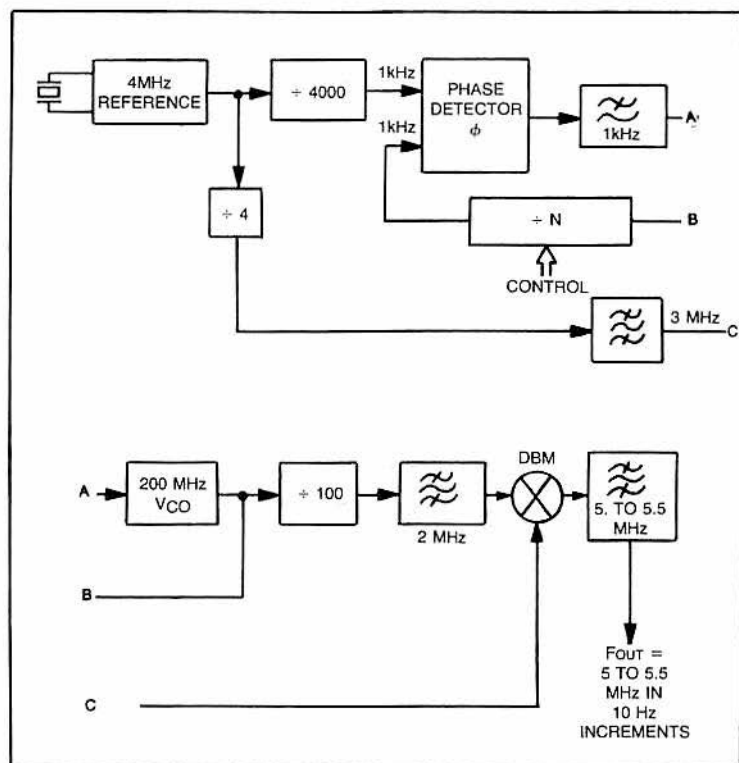 4MHz
REFERENCE
÷ 4000
1kHz
1kHz
PHASE
DETECTOR
ϕ
1kHz
A
÷ 4
÷ N
B
CONTROL
3 MHz
C
A
200 MHz
VCO
÷ 100
2 MHz
DBM
5. TO 5.5
MHz
B
C
FOUT =
5 TO 5.5
MHz IN
10 Hz
INCREMENTS